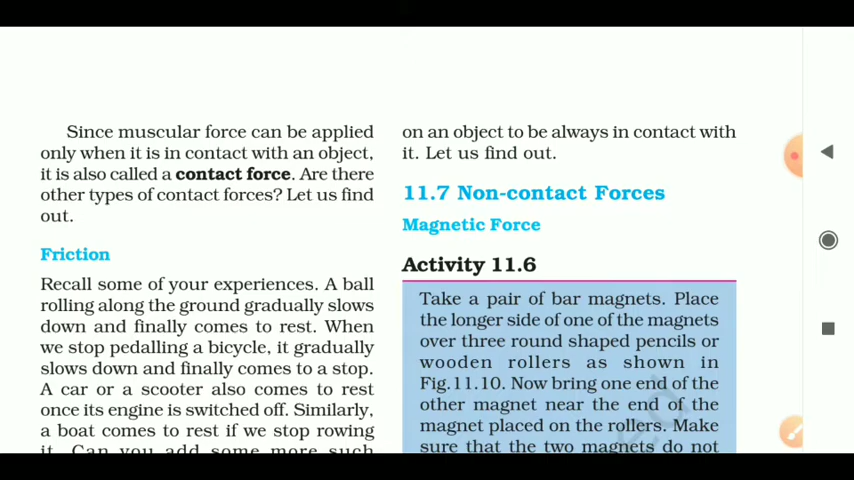 Since muscular force can be applied
only when it is in contact with an object,
it is also called a contact force. Are there
other types of contact forces? Let us find
out.
Friction
Recall some of your experiences. A ball
rolling along the ground gradually slows
down and finally comes to rest. When
we stop pedalling a bicycle, it gradually
slows down and finally comes to a stop.
A car or a scooter also comes to rest
once its engine is switched off. Similarly,
a boat comes to rest if we stop rowing
it. Can you add some more such
on an object to be always in contact with
it. Let us find out.
11.7 Non-contact Forces
Magnetic Force
Activity 11.6
Take a pair of bar magnets. Place
the longer side of one of the magnets
over three round shaped pencils or
wooden rollers as shown in
Fig.11.10. Now bring one end of the
other magnet near the end of the
magnet placed on the rollers. Make
sure that the two magnets do not